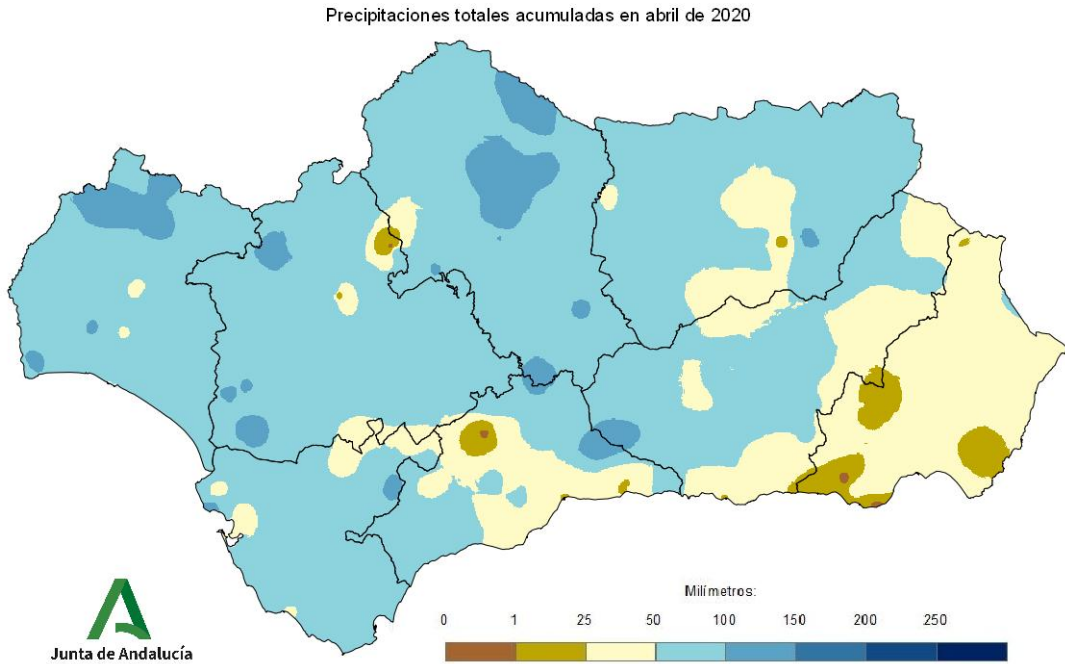 Precipitaciones totales acumuladas en abril de 2020
Milímetros:
0 1 25 50 100 150 200 250
Junta de Andalucía